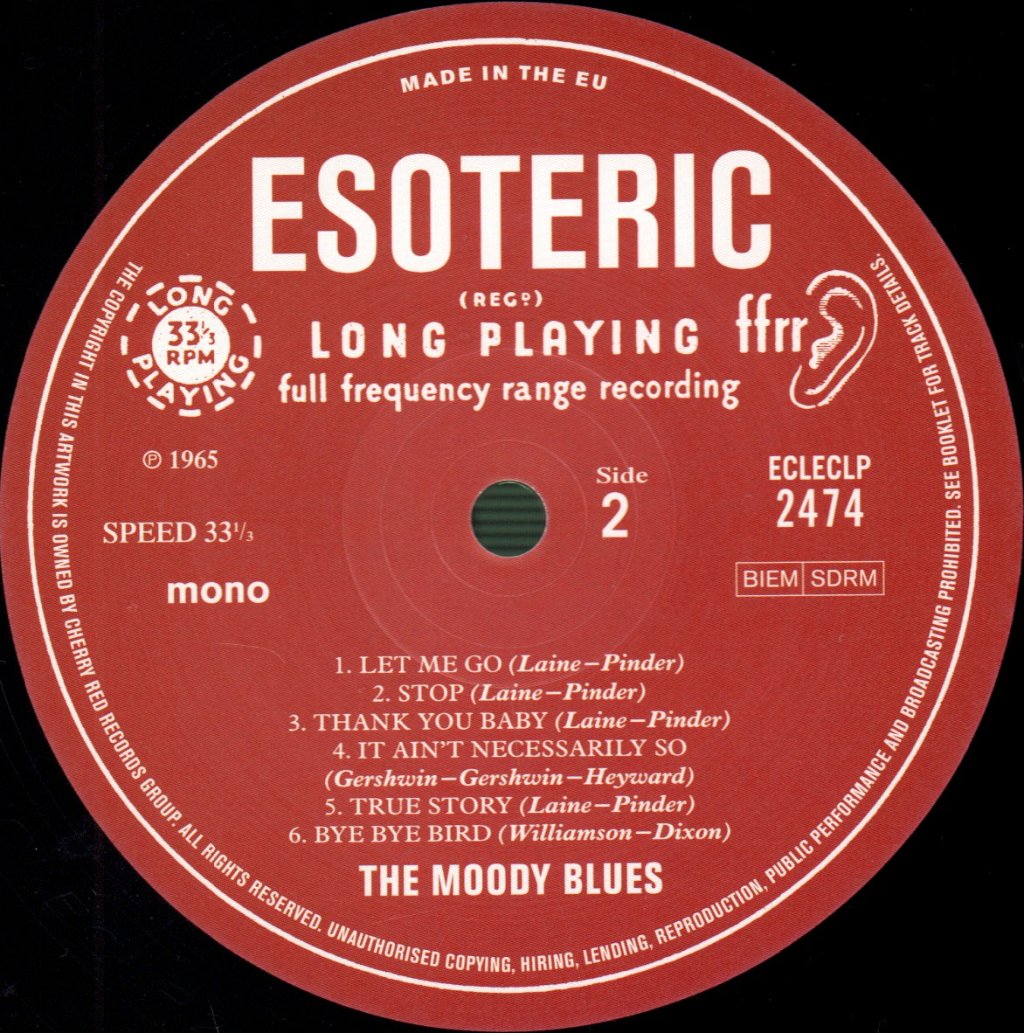 MADE IN THE EU
ESOTERIC
(REGD)
LONG PLAYING
33⅓
RPM
LONG PLAYING
ffrr
full frequency range recording
℗ 1965
Side
2
ECLECLP
2474
SPEED 33⅓
mono
BIEM SDRM
1. LET ME GO (Laine–Pinder)
2. STOP (Laine–Pinder)
3. THANK YOU BABY (Laine–Pinder)
4. IT AIN'T NECESSARILY SO
(Gershwin–Gershwin–Heyward)
5. TRUE STORY (Laine–Pinder)
6. BYE BYE BIRD (Williamson–Dixon)
THE MOODY BLUES
THE COPYRIGHT IN THIS ARTWORK IS OWNED BY CHERRY RED RECORDS GROUP. ALL RIGHTS RESERVED. UNAUTHORISED COPYING, HIRING, LENDING, REPRODUCTION, PUBLIC PERFORMANCE AND BROADCASTING PROHIBITED. SEE BOOKLET FOR TRACK DETAILS.